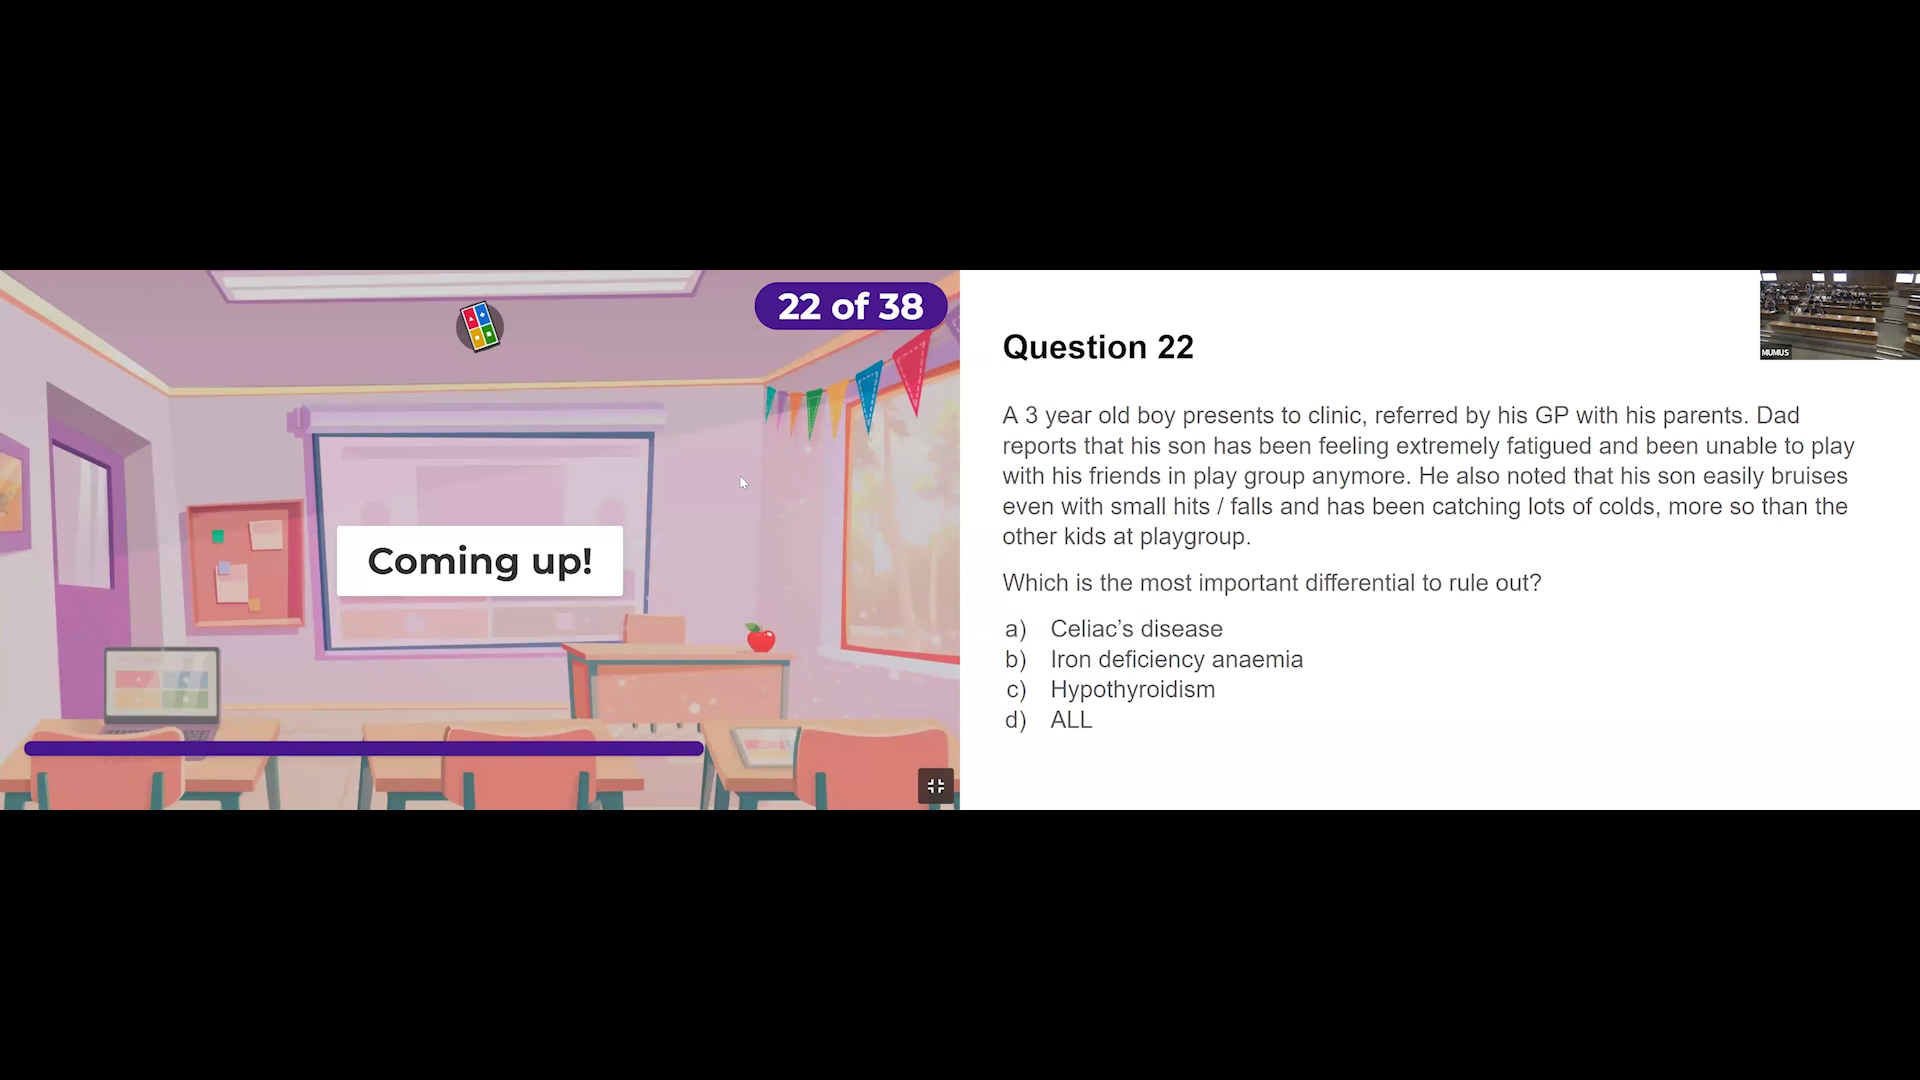 22 of 38
Coming up!
MUMUS
Question 22
A 3 year old boy presents to clinic, referred by his GP with his parents. Dad
reports that his son has been feeling extremely fatigued and been unable to play
with his friends in play group anymore. He also noted that his son easily bruises
even with small hits / falls and has been catching lots of colds, more so than the
other kids at playgroup.
Which is the most important differential to rule out?
a) Celiac’s disease
b) Iron deficiency anaemia
c) Hypothyroidism
d) ALL